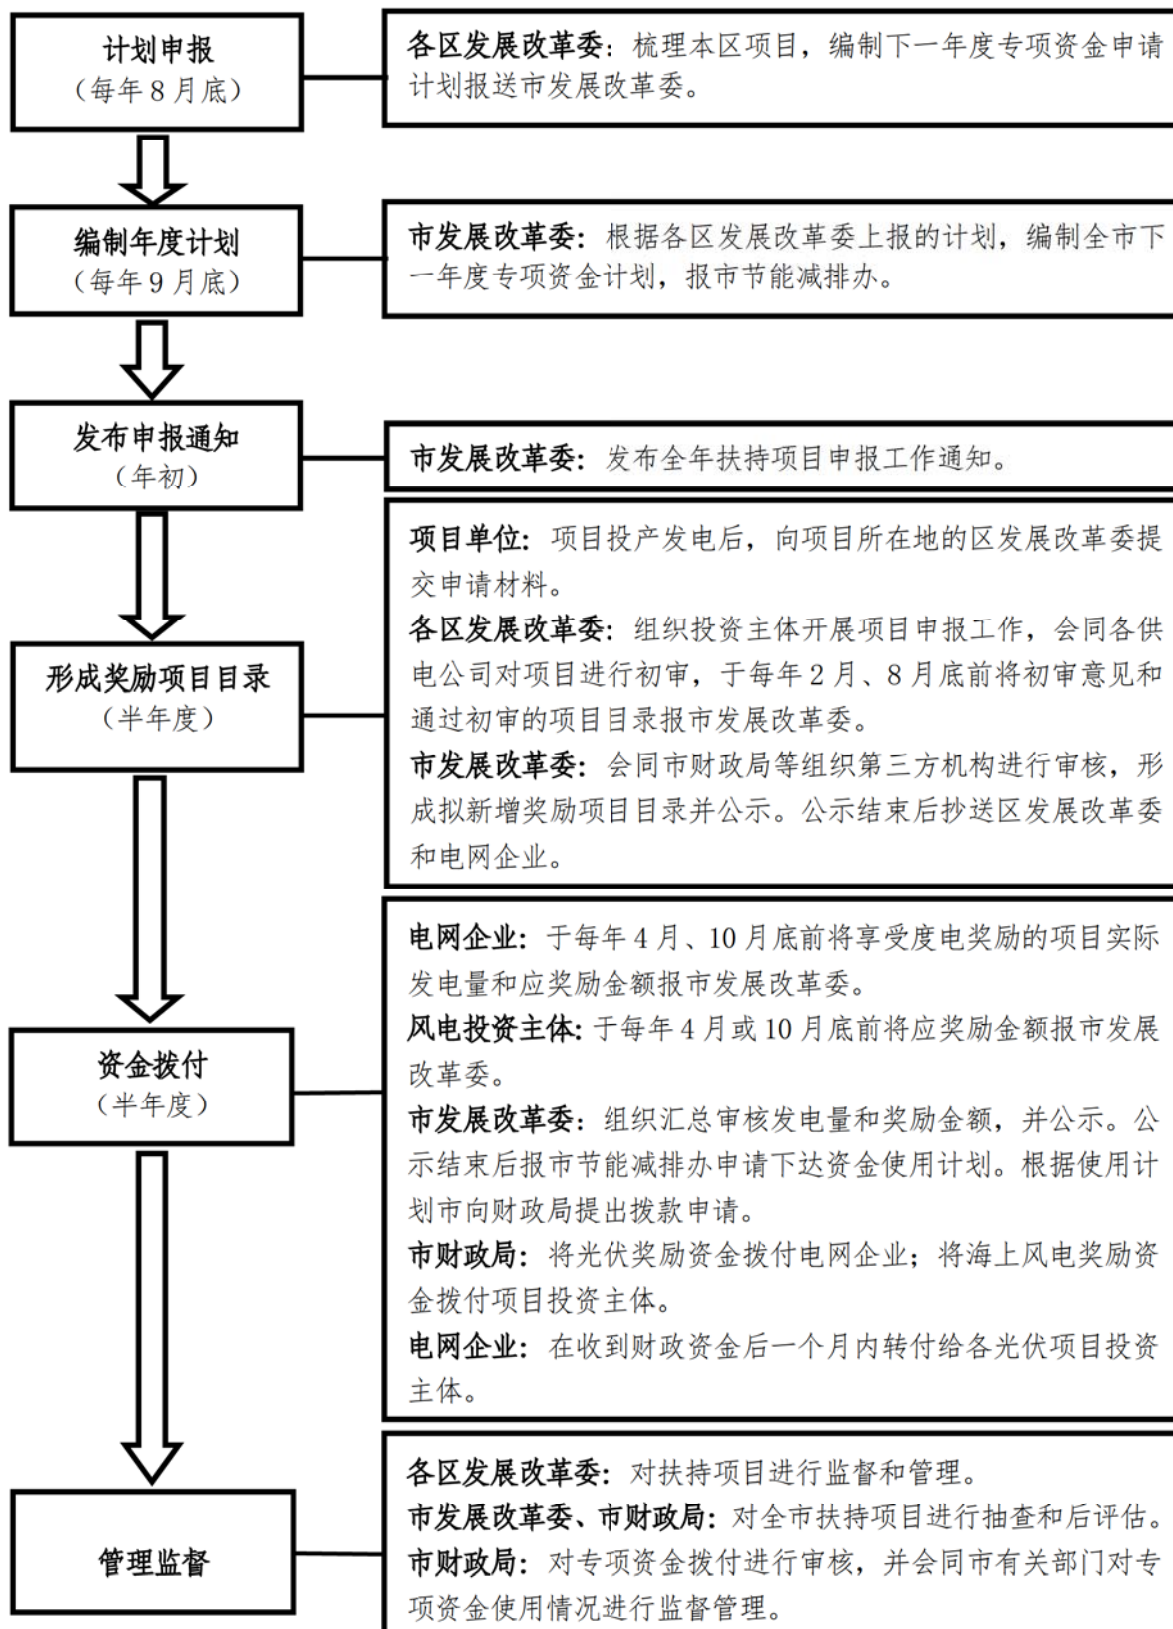 计划申报
（每年 8 月底）
各区发展改革委：梳理本区项目，编制下一年度专项资金申请
计划报送市发展改革委。
编制年度计划
（每年 9 月底）
市发展改革委：根据各区发展改革委上报的计划，编制全市下
一年度专项资金计划，报市节能减排办。
发布申报通知
（年初）
市发展改革委：发布全年扶持项目申报工作通知。
形成奖励项目目录
（半年度）
项目单位：项目投产发电后，向项目所在地的区发展改革委提
交申请材料。
各区发展改革委：组织投资主体开展项目申报工作，会同各供
电公司对项目进行初审，于每年 2 月、8 月底前将初审意见和
通过初审的项目目录报市发展改革委。
市发展改革委：会同市财政局等组织第三方机构进行审核，形
成拟新增奖励项目目录并公示。公示结束后抄送区发展改革委
和电网企业。
资金拨付
（半年度）
电网企业：于每年 4 月、10 月底前将享受度电奖励的项目实际
发电量和应奖励金额报市发展改革委。
风电投资主体：于每年 4 月或 10 月底前将应奖励金额报市发展
改革委。
市发展改革委：组织汇总审核发电量和奖励金额，并公示。公
示结束后报市节能减排办申请下达资金使用计划。根据使用计
划市向财政局提出拨款申请。
市财政局：将光伏奖励资金拨付电网企业；将海上风电奖励资
金拨付项目投资主体。
电网企业：在收到财政资金后一个月内转付给各光伏项目投资
主体。
管理监督
各区发展改革委：对扶持项目进行监督和管理。
市发展改革委、市财政局：对全市扶持项目进行抽查和后评估。
市财政局：对专项资金拨付进行审核，并会同市有关部门对专
项资金使用情况进行监督管理。